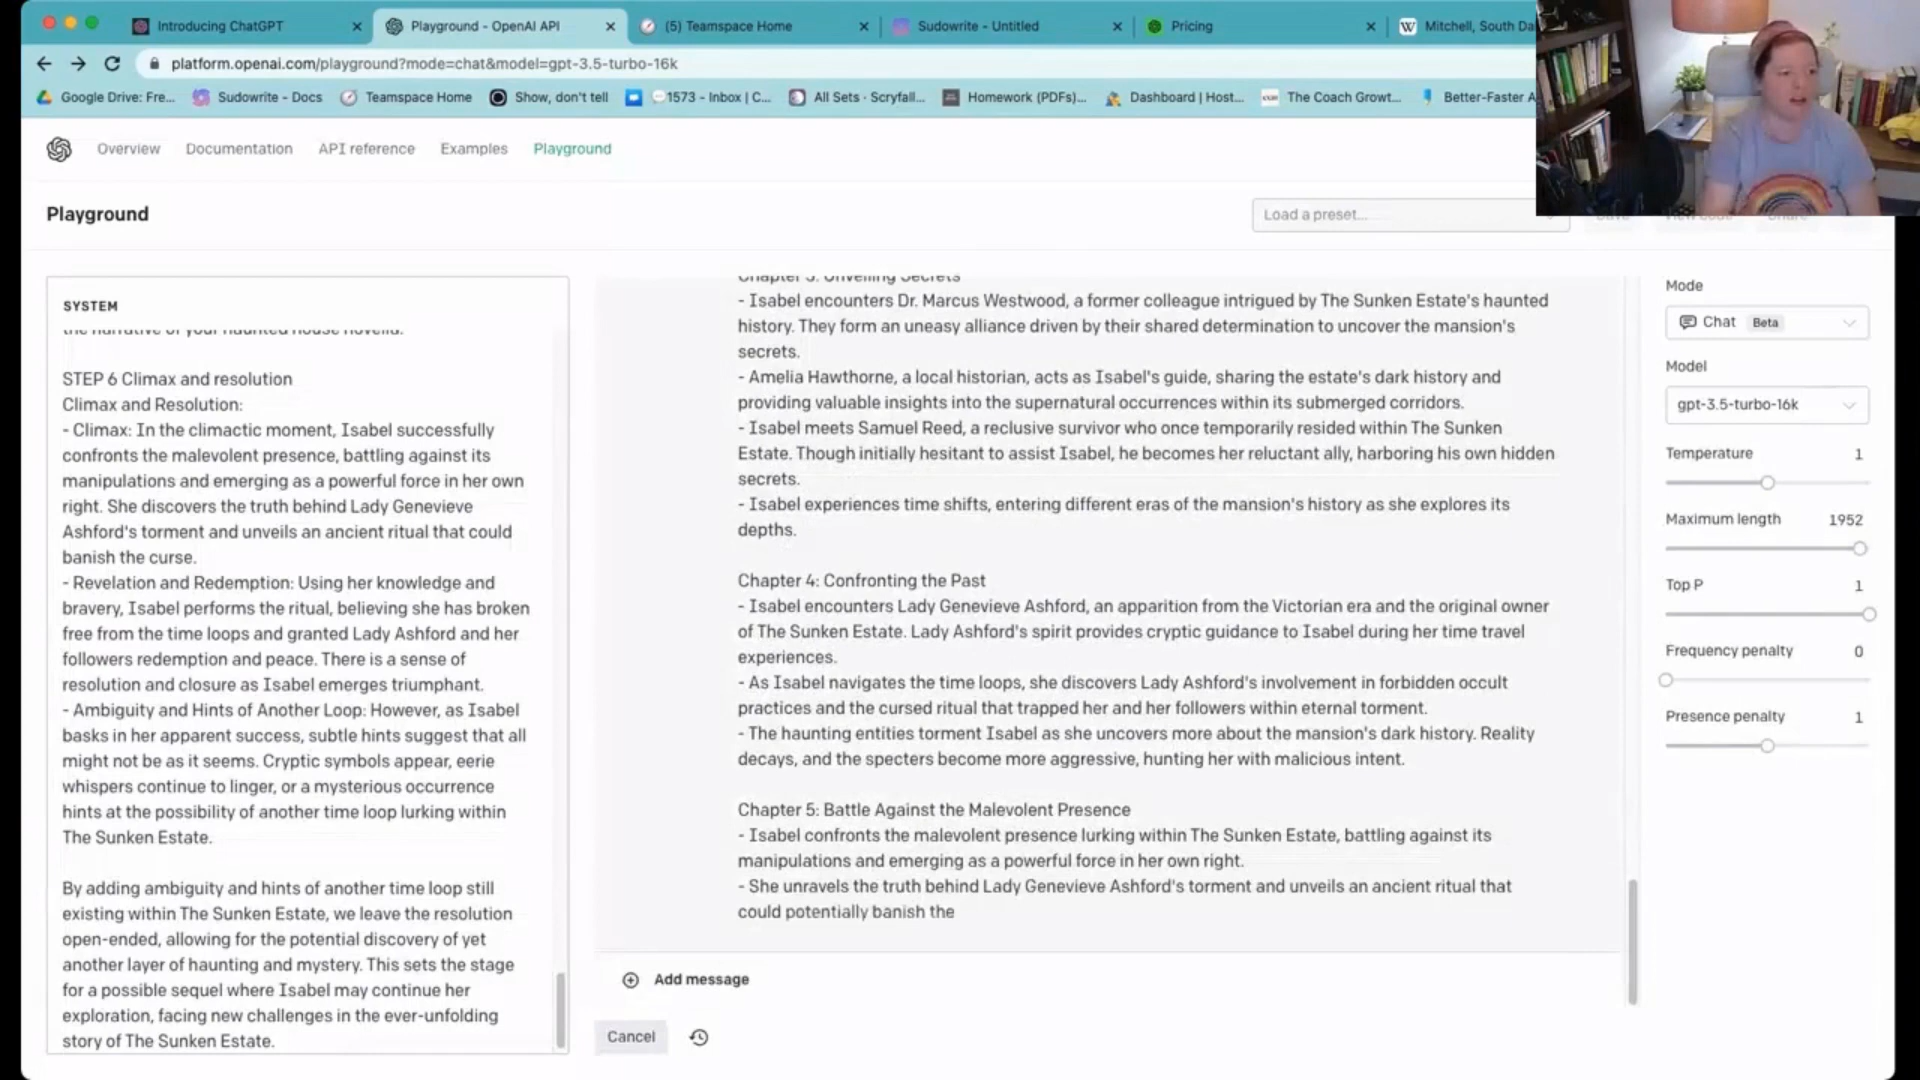 Introducing ChatGPT
Playground - OpenAI API
(5) Teamspace Home
Sudowrite - Untitled
Pricing
Mitchell, South Da
platform.openai.com/playground?mode=chat&model=gpt-3.5-turbo-16k
Google Drive: Fre...
Sudowrite - Docs
Teamspace Home
Show, don't tell
1573 - Inbox | C...
All Sets · Scryfall...
Homework (PDFs)...
Dashboard | Host...
The Coach Growt...
Better-Faster A
Overview
Documentation
API reference
Examples
Playground
Playground
Load a preset...
SYSTEM
the narrative of your haunted house novella.
STEP 6 Climax and resolution
Climax and Resolution:
- Climax: In the climactic moment, Isabel successfully
confronts the malevolent presence, battling against its
manipulations and emerging as a powerful force in her own
right. She discovers the truth behind Lady Genevieve
Ashford's torment and unveils an ancient ritual that could
banish the curse.
- Revelation and Redemption: Using her knowledge and
bravery, Isabel performs the ritual, believing she has broken
free from the time loops and granted Lady Ashford and her
followers redemption and peace. There is a sense of
resolution and closure as Isabel emerges triumphant.
- Ambiguity and Hints of Another Loop: However, as Isabel
basks in her apparent success, subtle hints suggest that all
might not be as it seems. Cryptic symbols appear, eerie
whispers continue to linger, or a mysterious occurrence
hints at the possibility of another time loop lurking within
The Sunken Estate.
By adding ambiguity and hints of another time loop still
existing within The Sunken Estate, we leave the resolution
open-ended, allowing for the potential discovery of yet
another layer of haunting and mystery. This sets the stage
for a possible sequel where Isabel may continue her
exploration, facing new challenges in the ever-unfolding
story of The Sunken Estate.
Chapter 3: Unveiling Secrets
- Isabel encounters Dr. Marcus Westwood, a former colleague intrigued by The Sunken Estate's haunted
history. They form an uneasy alliance driven by their shared determination to uncover the mansion's
secrets.
- Amelia Hawthorne, a local historian, acts as Isabel's guide, sharing the estate's dark history and
providing valuable insights into the supernatural occurrences within its submerged corridors.
- Isabel meets Samuel Reed, a reclusive survivor who once temporarily resided within The Sunken
Estate. Though initially hesitant to assist Isabel, he becomes her reluctant ally, harboring his own hidden
secrets.
- Isabel experiences time shifts, entering different eras of the mansion's history as she explores its
depths.
Chapter 4: Confronting the Past
- Isabel encounters Lady Genevieve Ashford, an apparition from the Victorian era and the original owner
of The Sunken Estate. Lady Ashford's spirit provides cryptic guidance to Isabel during her time travel
experiences.
- As Isabel navigates the time loops, she discovers Lady Ashford's involvement in forbidden occult
practices and the cursed ritual that trapped her and her followers within eternal torment.
- The haunting entities torment Isabel as she uncovers more about the mansion's dark history. Reality
decays, and the specters become more aggressive, hunting her with malicious intent.
Chapter 5: Battle Against the Malevolent Presence
- Isabel confronts the malevolent presence lurking within The Sunken Estate, battling against its
manipulations and emerging as a powerful force in her own right.
- She unravels the truth behind Lady Genevieve Ashford's torment and unveils an ancient ritual that
could potentially banish the
Add message
Cancel
Mode
Chat Beta
Model
gpt-3.5-turbo-16k
Temperature 1
Maximum length 1952
Top P 1
Frequency penalty 0
Presence penalty 1